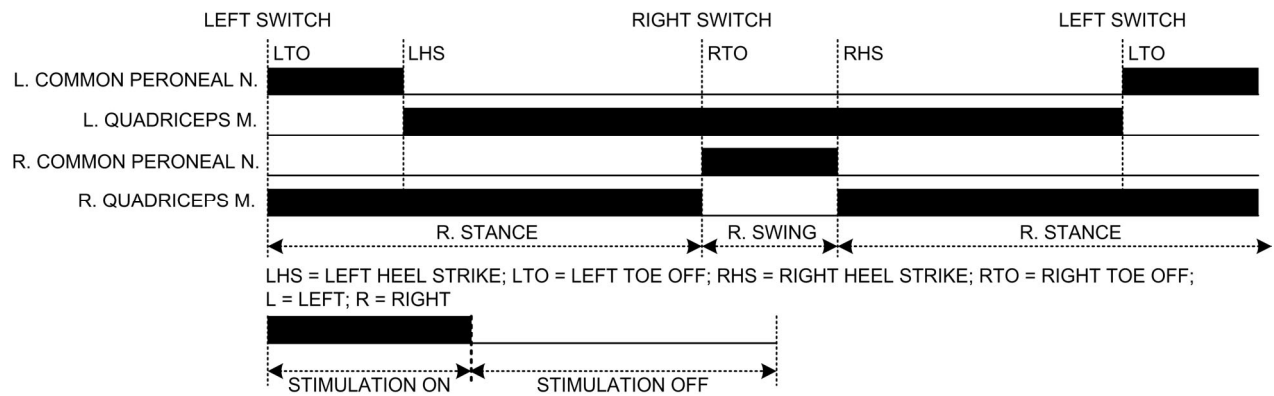 LEFT SWITCH RIGHT SWITCH LEFT SWITCH
LTO LHS RTO RHS LTO
L. COMMON PERONEAL N.
L. QUADRICEPS M.
R. COMMON PERONEAL N.
R. QUADRICEPS M.
R. STANCE R. SWING R. STANCE
LHS = LEFT HEEL STRIKE; LTO = LEFT TOE OFF; RHS = RIGHT HEEL STRIKE; RTO = RIGHT TOE OFF;
L = LEFT; R = RIGHT
STIMULATION ON STIMULATION OFF